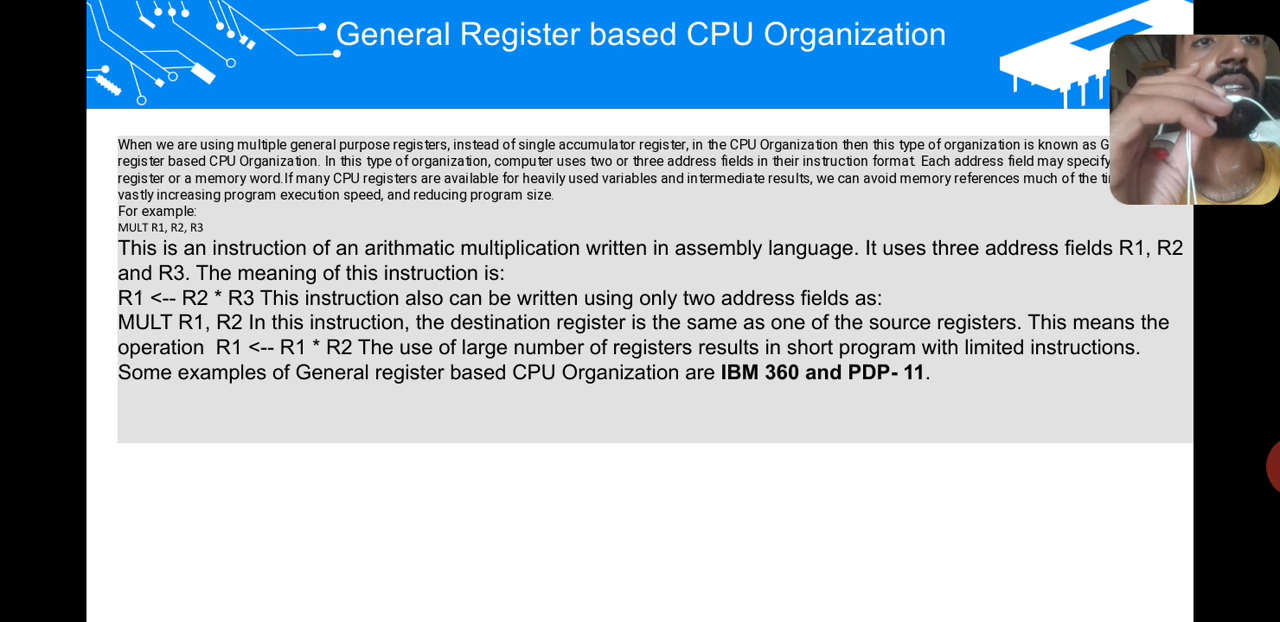 General Register based CPU Organization
When we are using multiple general purpose registers, instead of single accumulator register, in the CPU Organization then this type of organization is known as
register based CPU Organization. In this type of organization, computer uses two or three address fields in their instruction format. Each address field may specify
register or a memory word.If many CPU registers are available for heavily used variables and intermediate results, we can avoid memory references much of the
vastly increasing program execution speed, and reducing program size.
For example:
MULT R1, R2, R3
This is an instruction of an arithmatic multiplication written in assembly language. It uses three address fields R1, R2
and R3. The meaning of this instruction is:
R1 <-- R2 * R3 This instruction also can be written using only two address fields as:
MULT R1, R2 In this instruction, the destination register is the same as one of the source registers. This means the
operation  R1 <-- R1 * R2 The use of large number of registers results in short program with limited instructions.
Some examples of General register based CPU Organization are IBM 360 and PDP- 11.